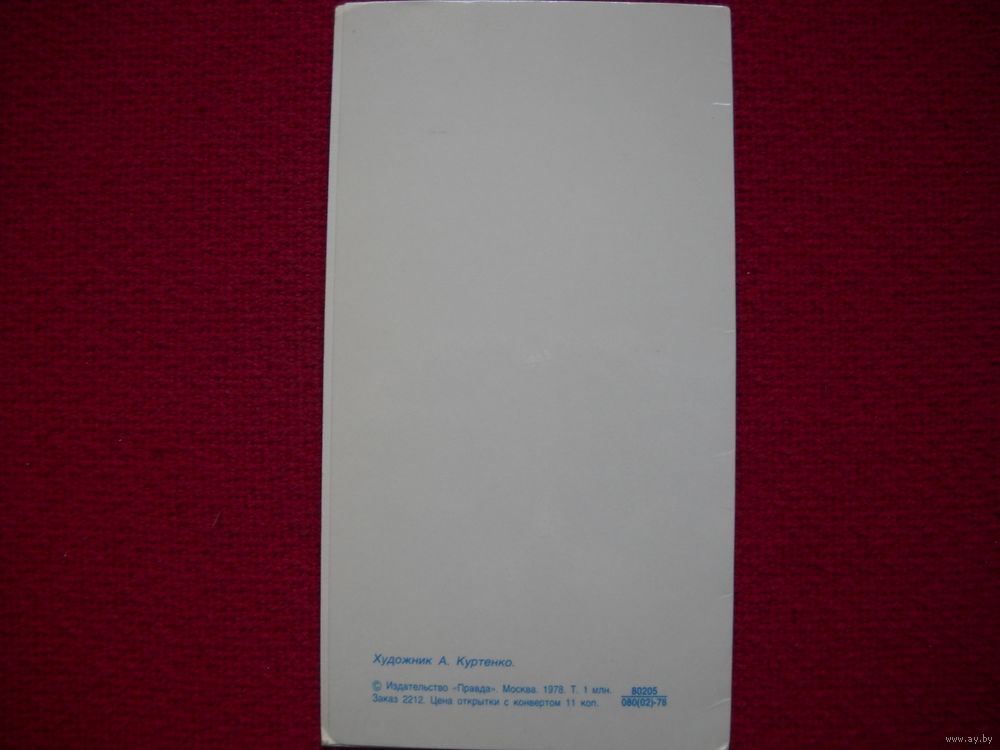 Художник А. Куртенко.
© Издательство «Правда». Москва. 1978. Т. 1 млн.
Заказ 2212. Цена открытки с конвертом 11 коп.
80205
080(02)-78
www.ay.by